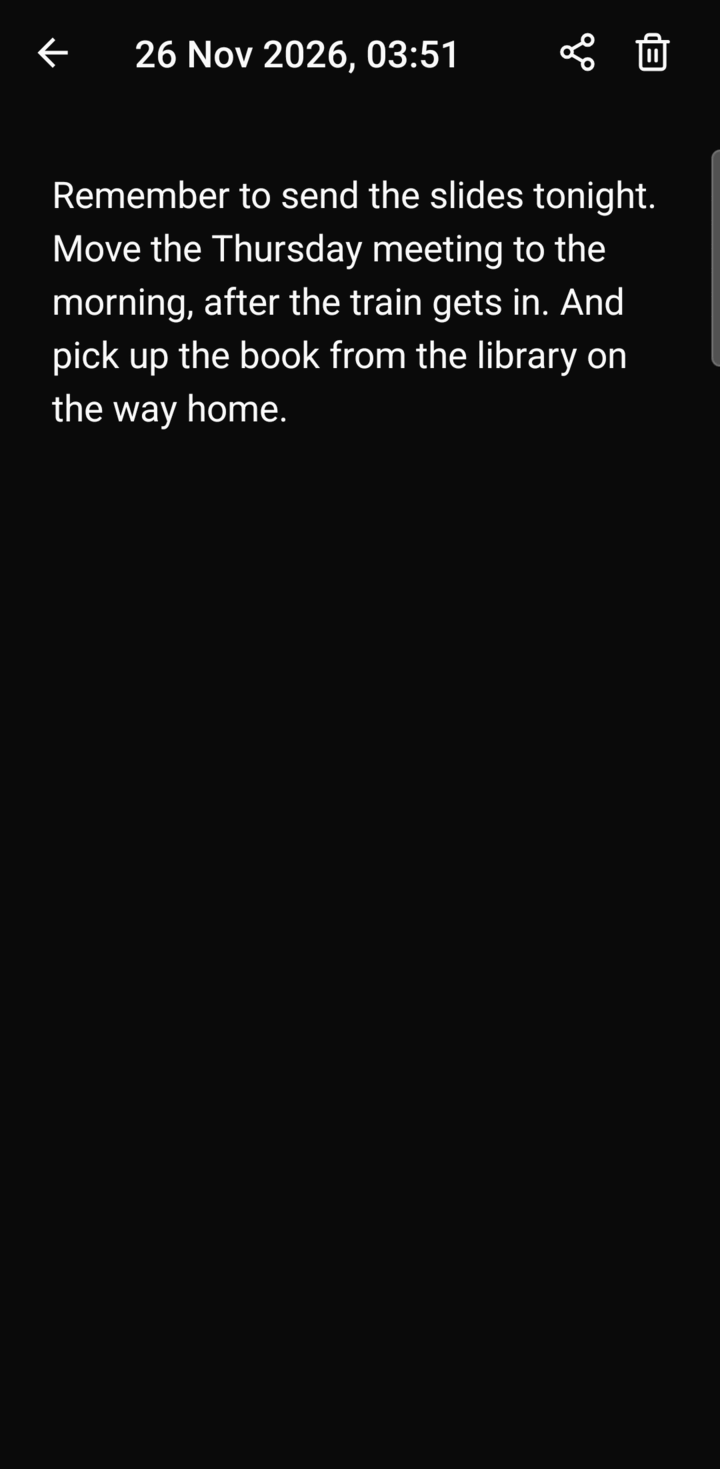 26 Nov 2026, 03:51
Remember to send the slides tonight.
Move the Thursday meeting to the
morning, after the train gets in. And
pick up the book from the library on
the way home.